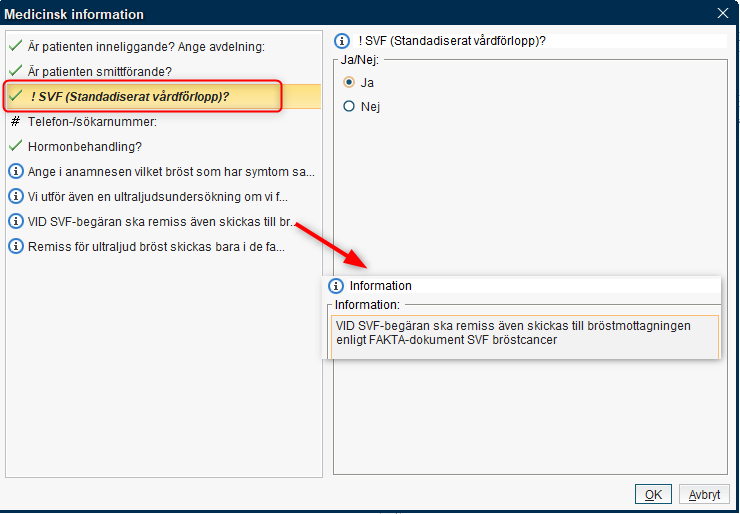 Medicinsk information
Är patienten inneliggande? Ange avdelning:
Är patienten smittförande?
! SVF (Standadiserat vårdförlopp)?
# Telefon-/sökarnummer:
Hormonbehandling?
Ange i anamnesen vilket bröst som har symtom sa...
Vi utför även en ultraljudsundersökning om vi f...
VID SVF-begäran ska remiss även skickas till br...
Remiss för ultraljud bröst skickas bara i de fa...
! SVF (Standadiserat vårdförlopp)?
Ja/Nej:
Ja
Nej
Information
Information:
VID SVF-begäran ska remiss även skickas till bröstmottagningen
enligt FAKTA-dokument SVF bröstcancer
OK
Avbryt